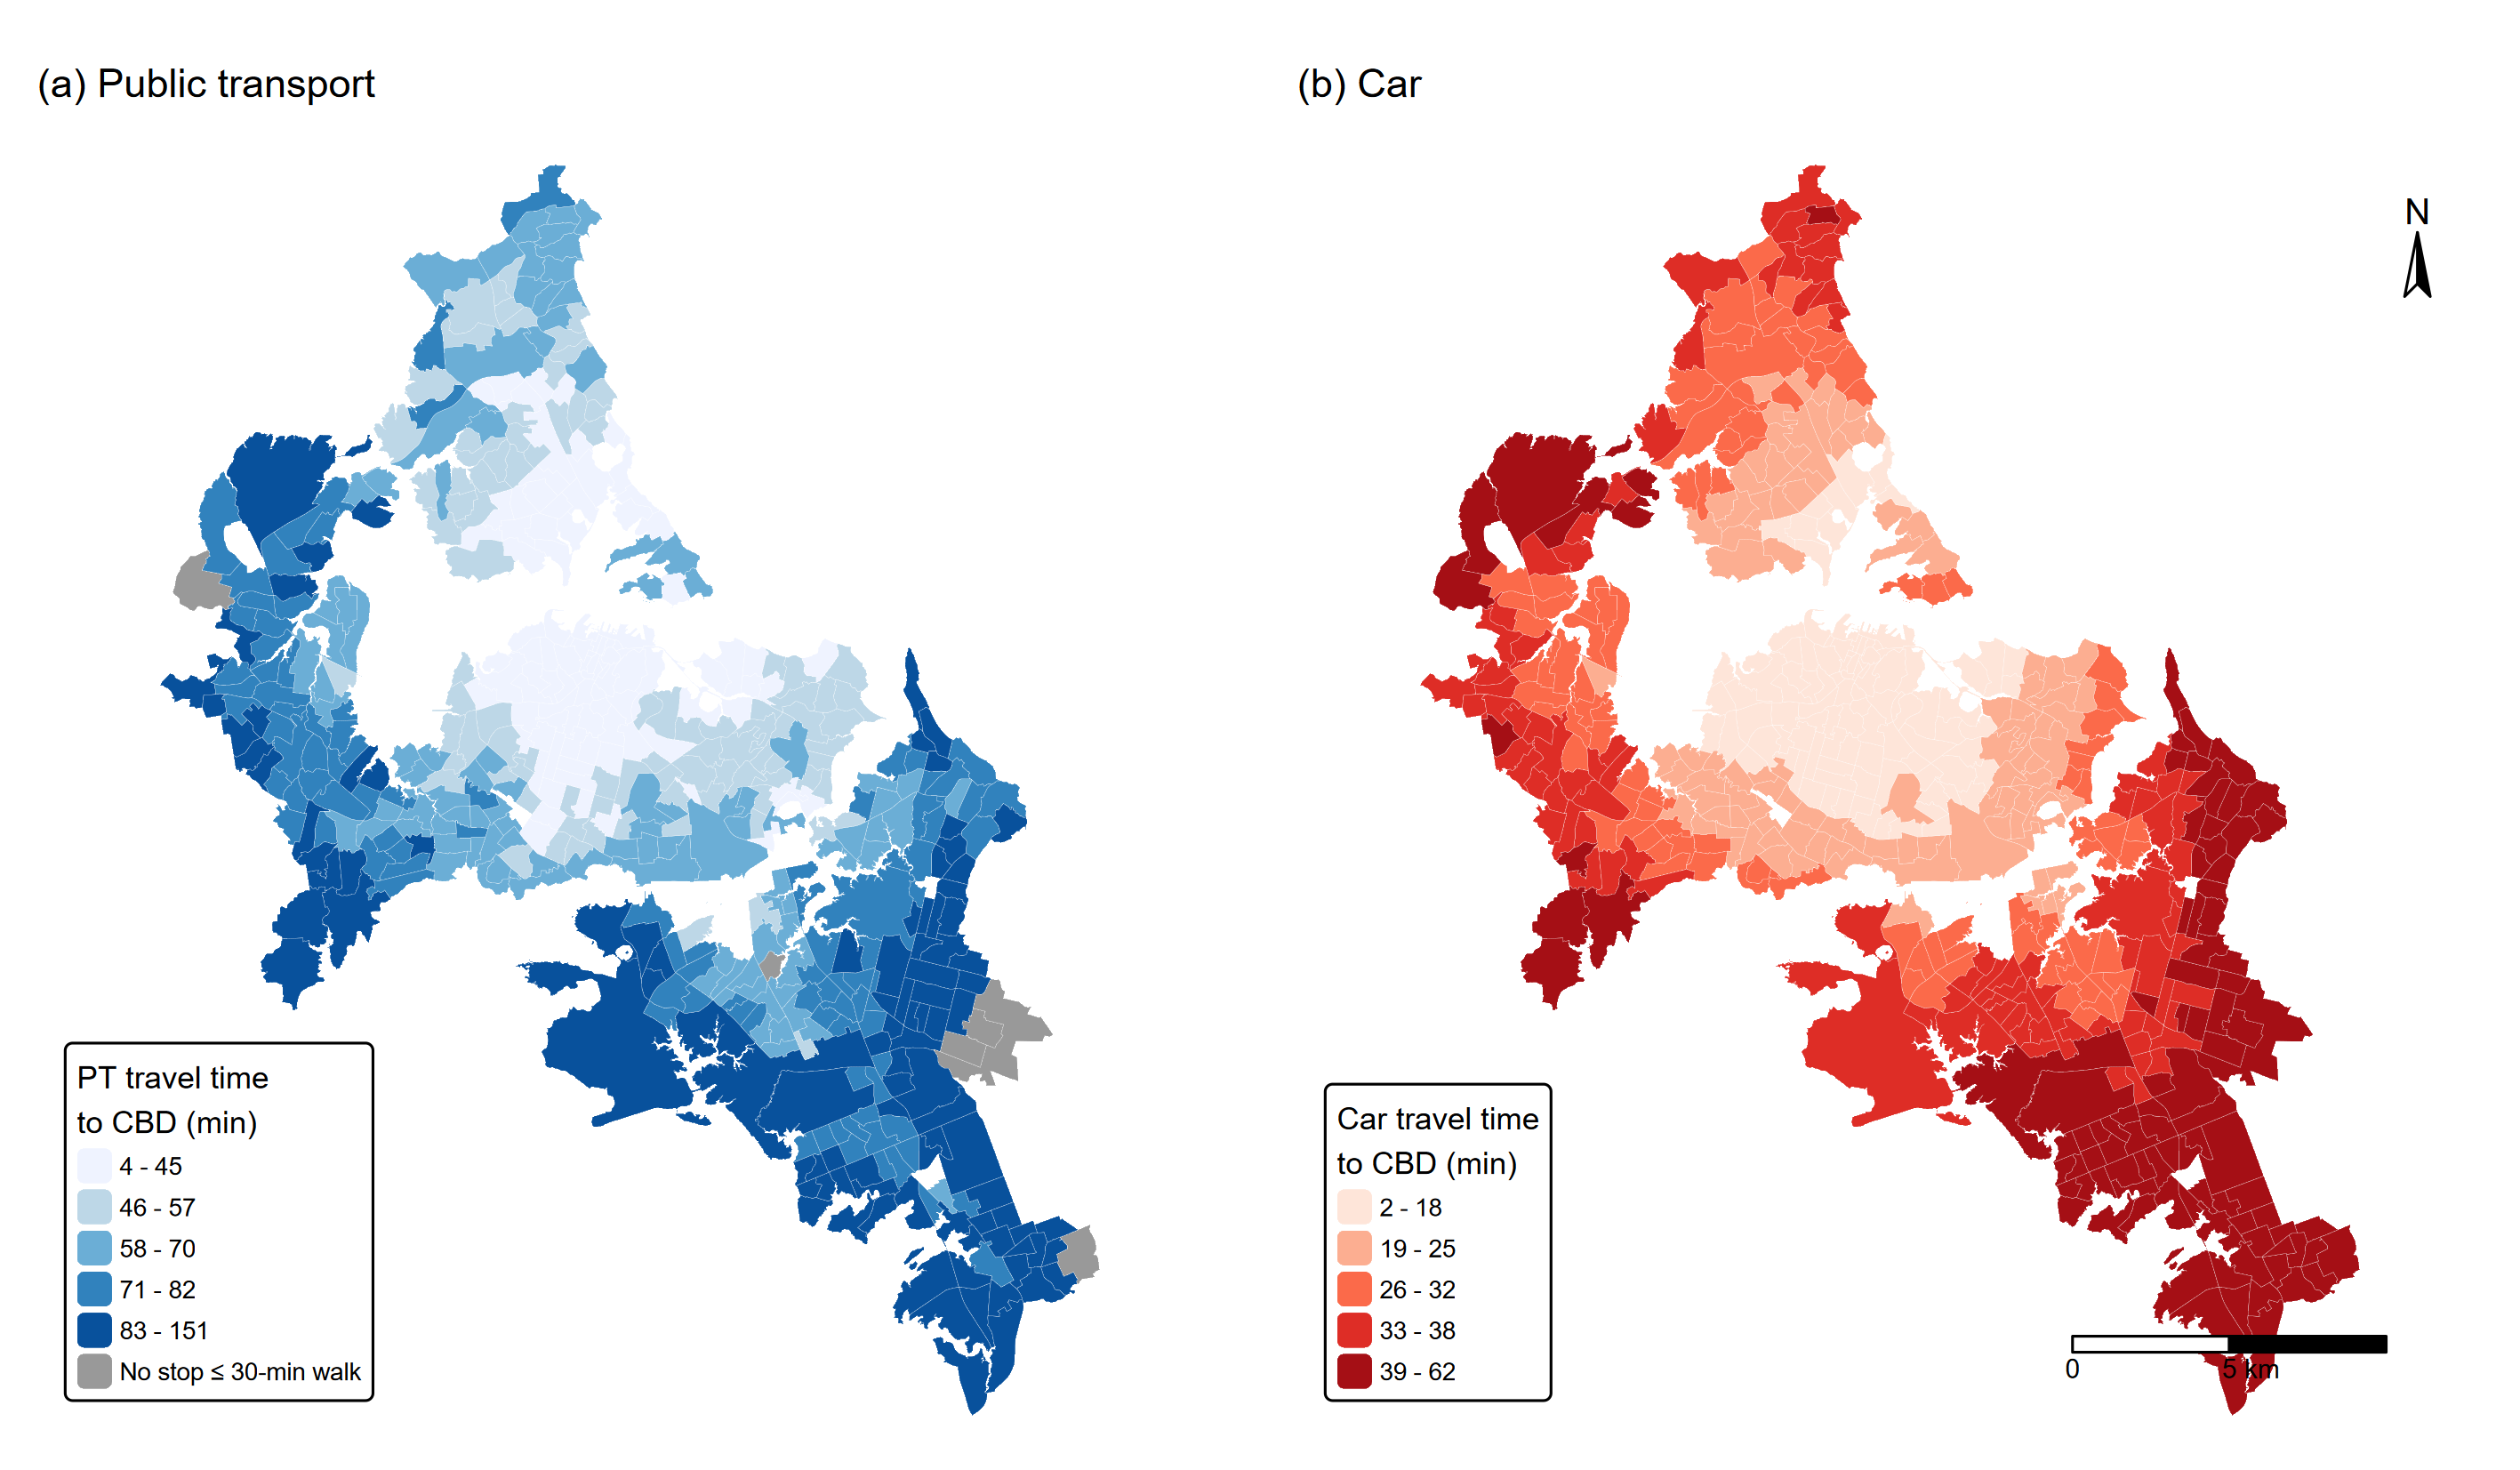 (a) Public transport
(b) Car
N
PT travel time
to CBD (min)
4 - 45
46 - 57
58 - 70
71 - 82
83 - 151
No stop ≤ 30-min walk
Car travel time
to CBD (min)
2 - 18
19 - 25
26 - 32
33 - 38
39 - 62
0 5 km